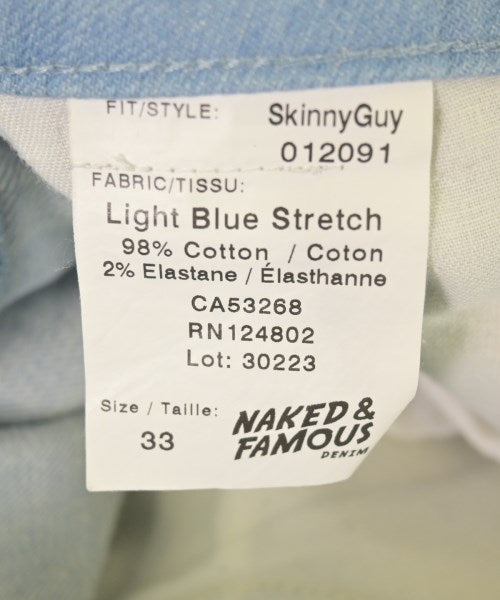 FIT/STYLE: SkinnyGuy
012091
FABRIC/TISSU:
Light Blue Stretch
98% Cotton / Coton
2% Elastane / Élasthanne
CA53268
RN124802
Lot: 30223
Size / Taille:
33
NAKED &
FAMOUS
DENIM